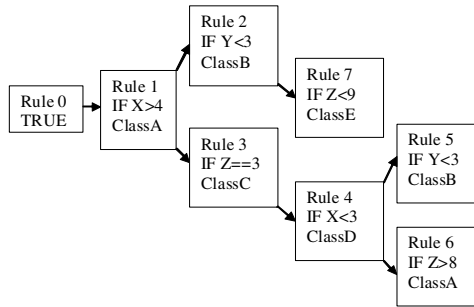 Rule 0
TRUE
Rule 1
IF X>4
ClassA
Rule 2
IF Y<3
ClassB
Rule 7
IF Z<9
ClassE
Rule 3
IF Z==3
ClassC
Rule 4
IF X<3
ClassD
Rule 5
IF Y<3
ClassB
Rule 6
IF Z>8
ClassA